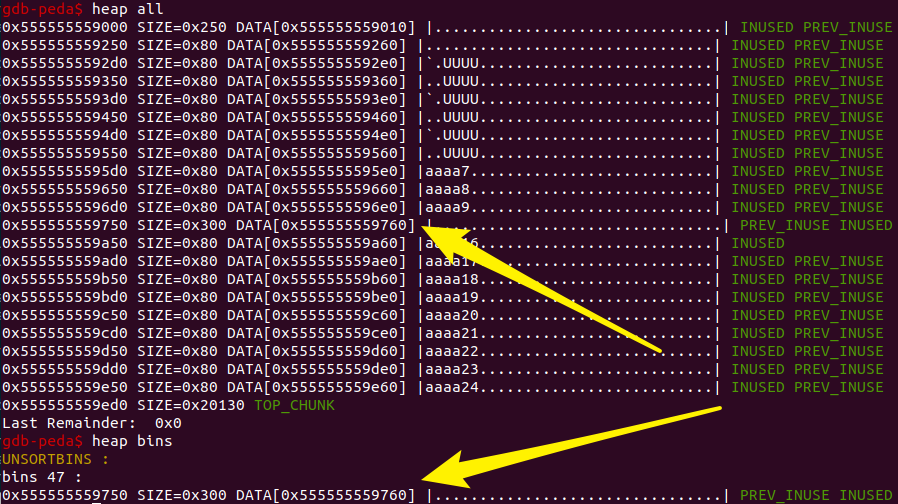 gdb-peda$ heap all
0x555555559000 SIZE=0x250 DATA[0x555555559010] |................................| INUSED PREV_INUSE
0x555555559250 SIZE=0x80 DATA[0x555555559260] |................................| INUSED PREV_INUSE
0x5555555592d0 SIZE=0x80 DATA[0x5555555592e0] |`.UUUU..........................| INUSED PREV_INUSE
0x555555559350 SIZE=0x80 DATA[0x555555559360] |..UUUU..........................| INUSED PREV_INUSE
0x5555555593d0 SIZE=0x80 DATA[0x5555555593e0] |`.UUUU..........................| INUSED PREV_INUSE
0x555555559450 SIZE=0x80 DATA[0x555555559460] |..UUUU..........................| INUSED PREV_INUSE
0x5555555594d0 SIZE=0x80 DATA[0x5555555594e0] |`.UUUU..........................| INUSED PREV_INUSE
0x555555559550 SIZE=0x80 DATA[0x555555559560] |..UUUU..........................| INUSED PREV_INUSE
0x5555555595d0 SIZE=0x80 DATA[0x5555555595e0] |aaaa7...........................| INUSED PREV_INUSE
0x555555559650 SIZE=0x80 DATA[0x555555559660] |aaaa8...........................| INUSED PREV_INUSE
0x5555555596d0 SIZE=0x80 DATA[0x5555555596e0] |aaaa9...........................| INUSED PREV_INUSE
0x555555559750 SIZE=0x300 DATA[0x555555559760] |................................| PREV_INUSE INUSED
0x555555559a50 SIZE=0x80 DATA[0x555555559a60] |aaaa16..........................| INUSED
0x555555559ad0 SIZE=0x80 DATA[0x555555559ae0] |aaaa17..........................| INUSED PREV_INUSE
0x555555559b50 SIZE=0x80 DATA[0x555555559b60] |aaaa18..........................| INUSED PREV_INUSE
0x555555559bd0 SIZE=0x80 DATA[0x555555559be0] |aaaa19..........................| INUSED PREV_INUSE
0x555555559c50 SIZE=0x80 DATA[0x555555559c60] |aaaa20..........................| INUSED PREV_INUSE
0x555555559cd0 SIZE=0x80 DATA[0x555555559ce0] |aaaa21..........................| INUSED PREV_INUSE
0x555555559d50 SIZE=0x80 DATA[0x555555559d60] |aaaa22..........................| INUSED PREV_INUSE
0x555555559dd0 SIZE=0x80 DATA[0x555555559de0] |aaaa23..........................| INUSED PREV_INUSE
0x555555559e50 SIZE=0x80 DATA[0x555555559e60] |aaaa24..........................| INUSED PREV_INUSE
0x555555559ed0 SIZE=0x20130 TOP_CHUNK
Last Remainder:  0x0
gdb-peda$ heap bins
UNSORTBINS :
bins 47 :
0x555555559750 SIZE=0x300 DATA[0x555555559760] |................................| PREV_INUSE INUSED